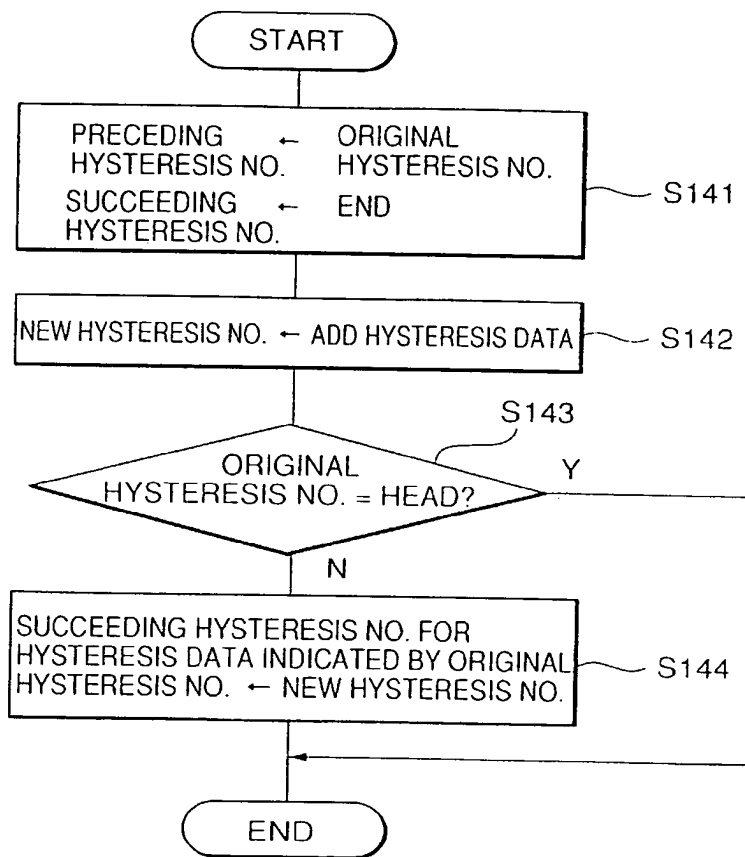 START
PRECEDING ← ORIGINAL
HYSTERESIS NO. HYSTERESIS NO.
SUCCEEDING ← END
HYSTERESIS NO.
S141
NEW HYSTERESIS NO. ← ADD HYSTERESIS DATA
S142
S143
ORIGINAL
HYSTERESIS NO. = HEAD?
Y
N
SUCCEEDING HYSTERESIS NO. FOR
HYSTERESIS DATA INDICATED BY ORIGINAL
HYSTERESIS NO. ← NEW HYSTERESIS NO.
S144
END